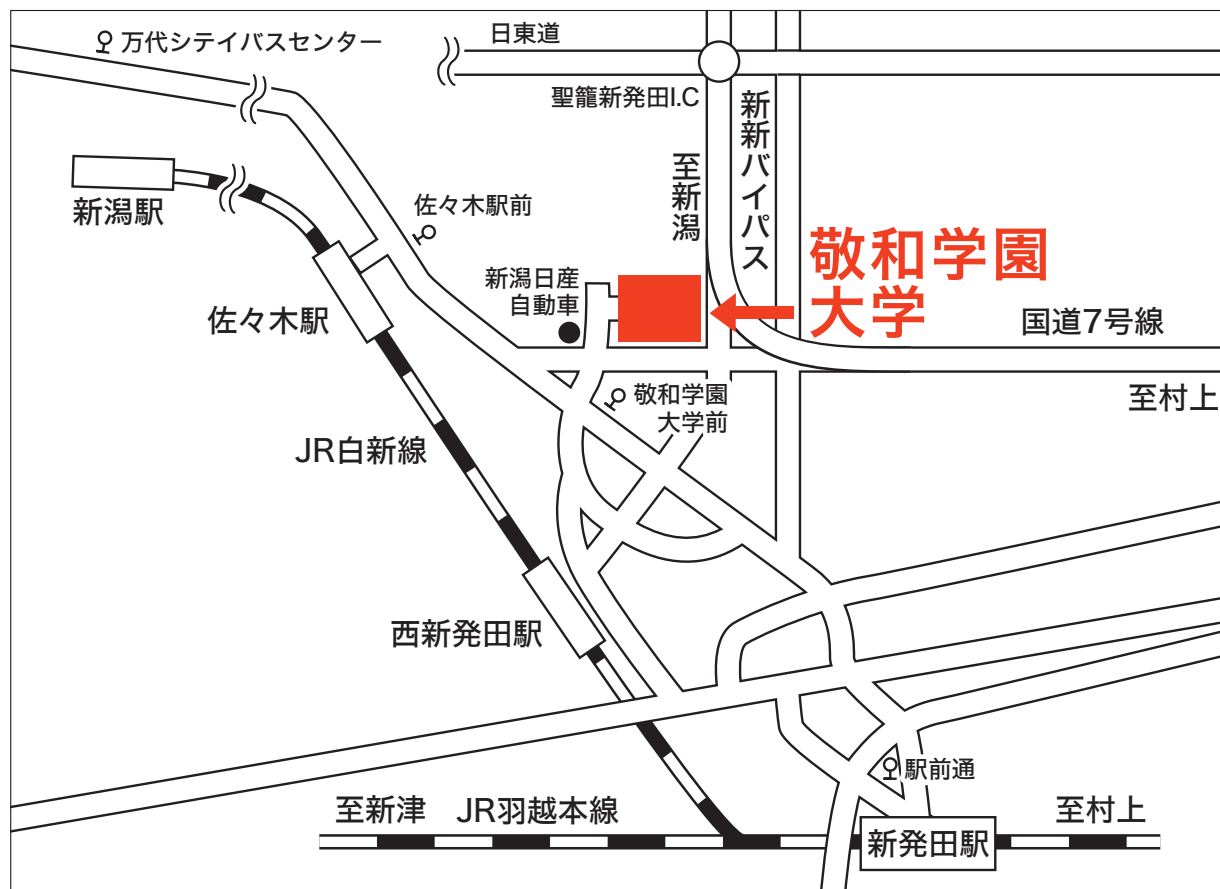 万代シテイバスセンター
日東道
聖籠新発田I.C
新新バイパス
至新潟
新潟駅
佐々木駅前
敬和学園
大学
新潟日産
自動車
佐々木駅
国道7号線
至村上
敬和学園
大学前
JR白新線
西新発田駅
駅前通
至新津
JR羽越本線
至村上
新発田駅